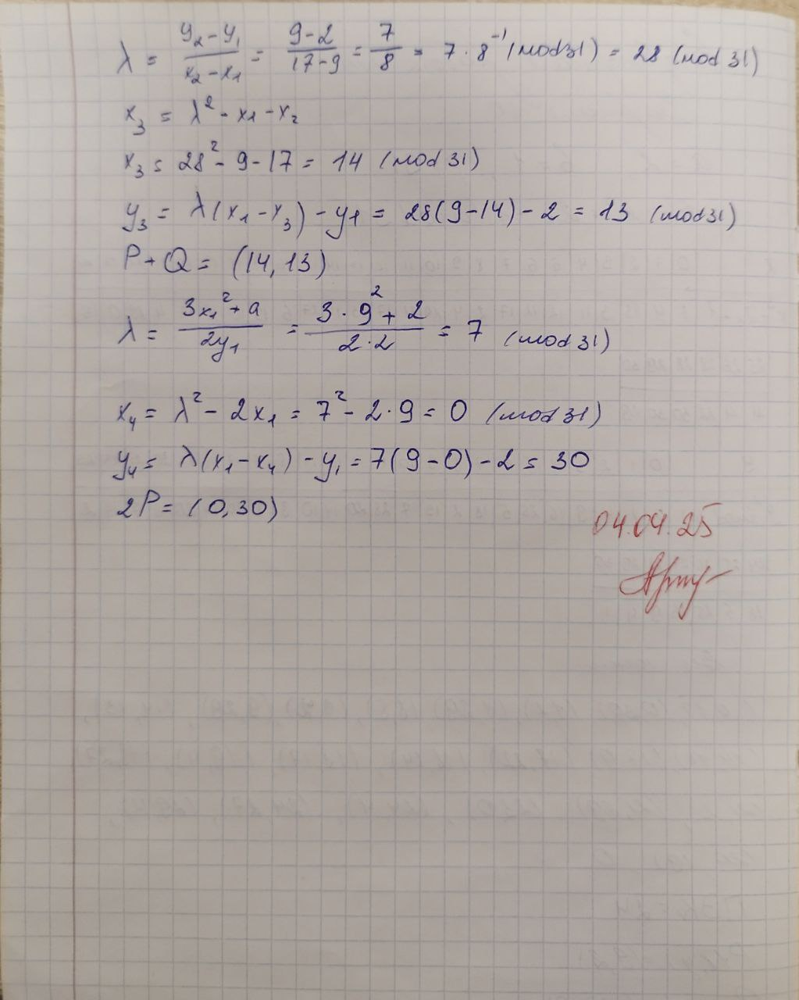 λ = (y₂ - y₁)/(x₂ - x₁) = (9 - 2)/(17 - 9) = 7/8 = 7 · 8⁻¹ (mod 31) = 28 (mod 31)
x₃ = λ² - x₁ - x₂
x₃ = 28² - 9 - 17 = 14 (mod 31)
y₃ = λ(x₁ - x₃) - y₁ = 28(9 - 14) - 2 = 13 (mod 31)
P + Q = (14, 13)
λ = (3x₁² + a)/(2y₁) = (3 · 9² + 2)/(2 · 2) = 7 (mod 31)
x₄ = λ² - 2x₁ = 7² - 2 · 9 = 0 (mod 31)
y₄ = λ(x₁ - x₄) - y₁ = 7(9 - 0) - 2 = 30
2P = (0, 30)
04.04.25